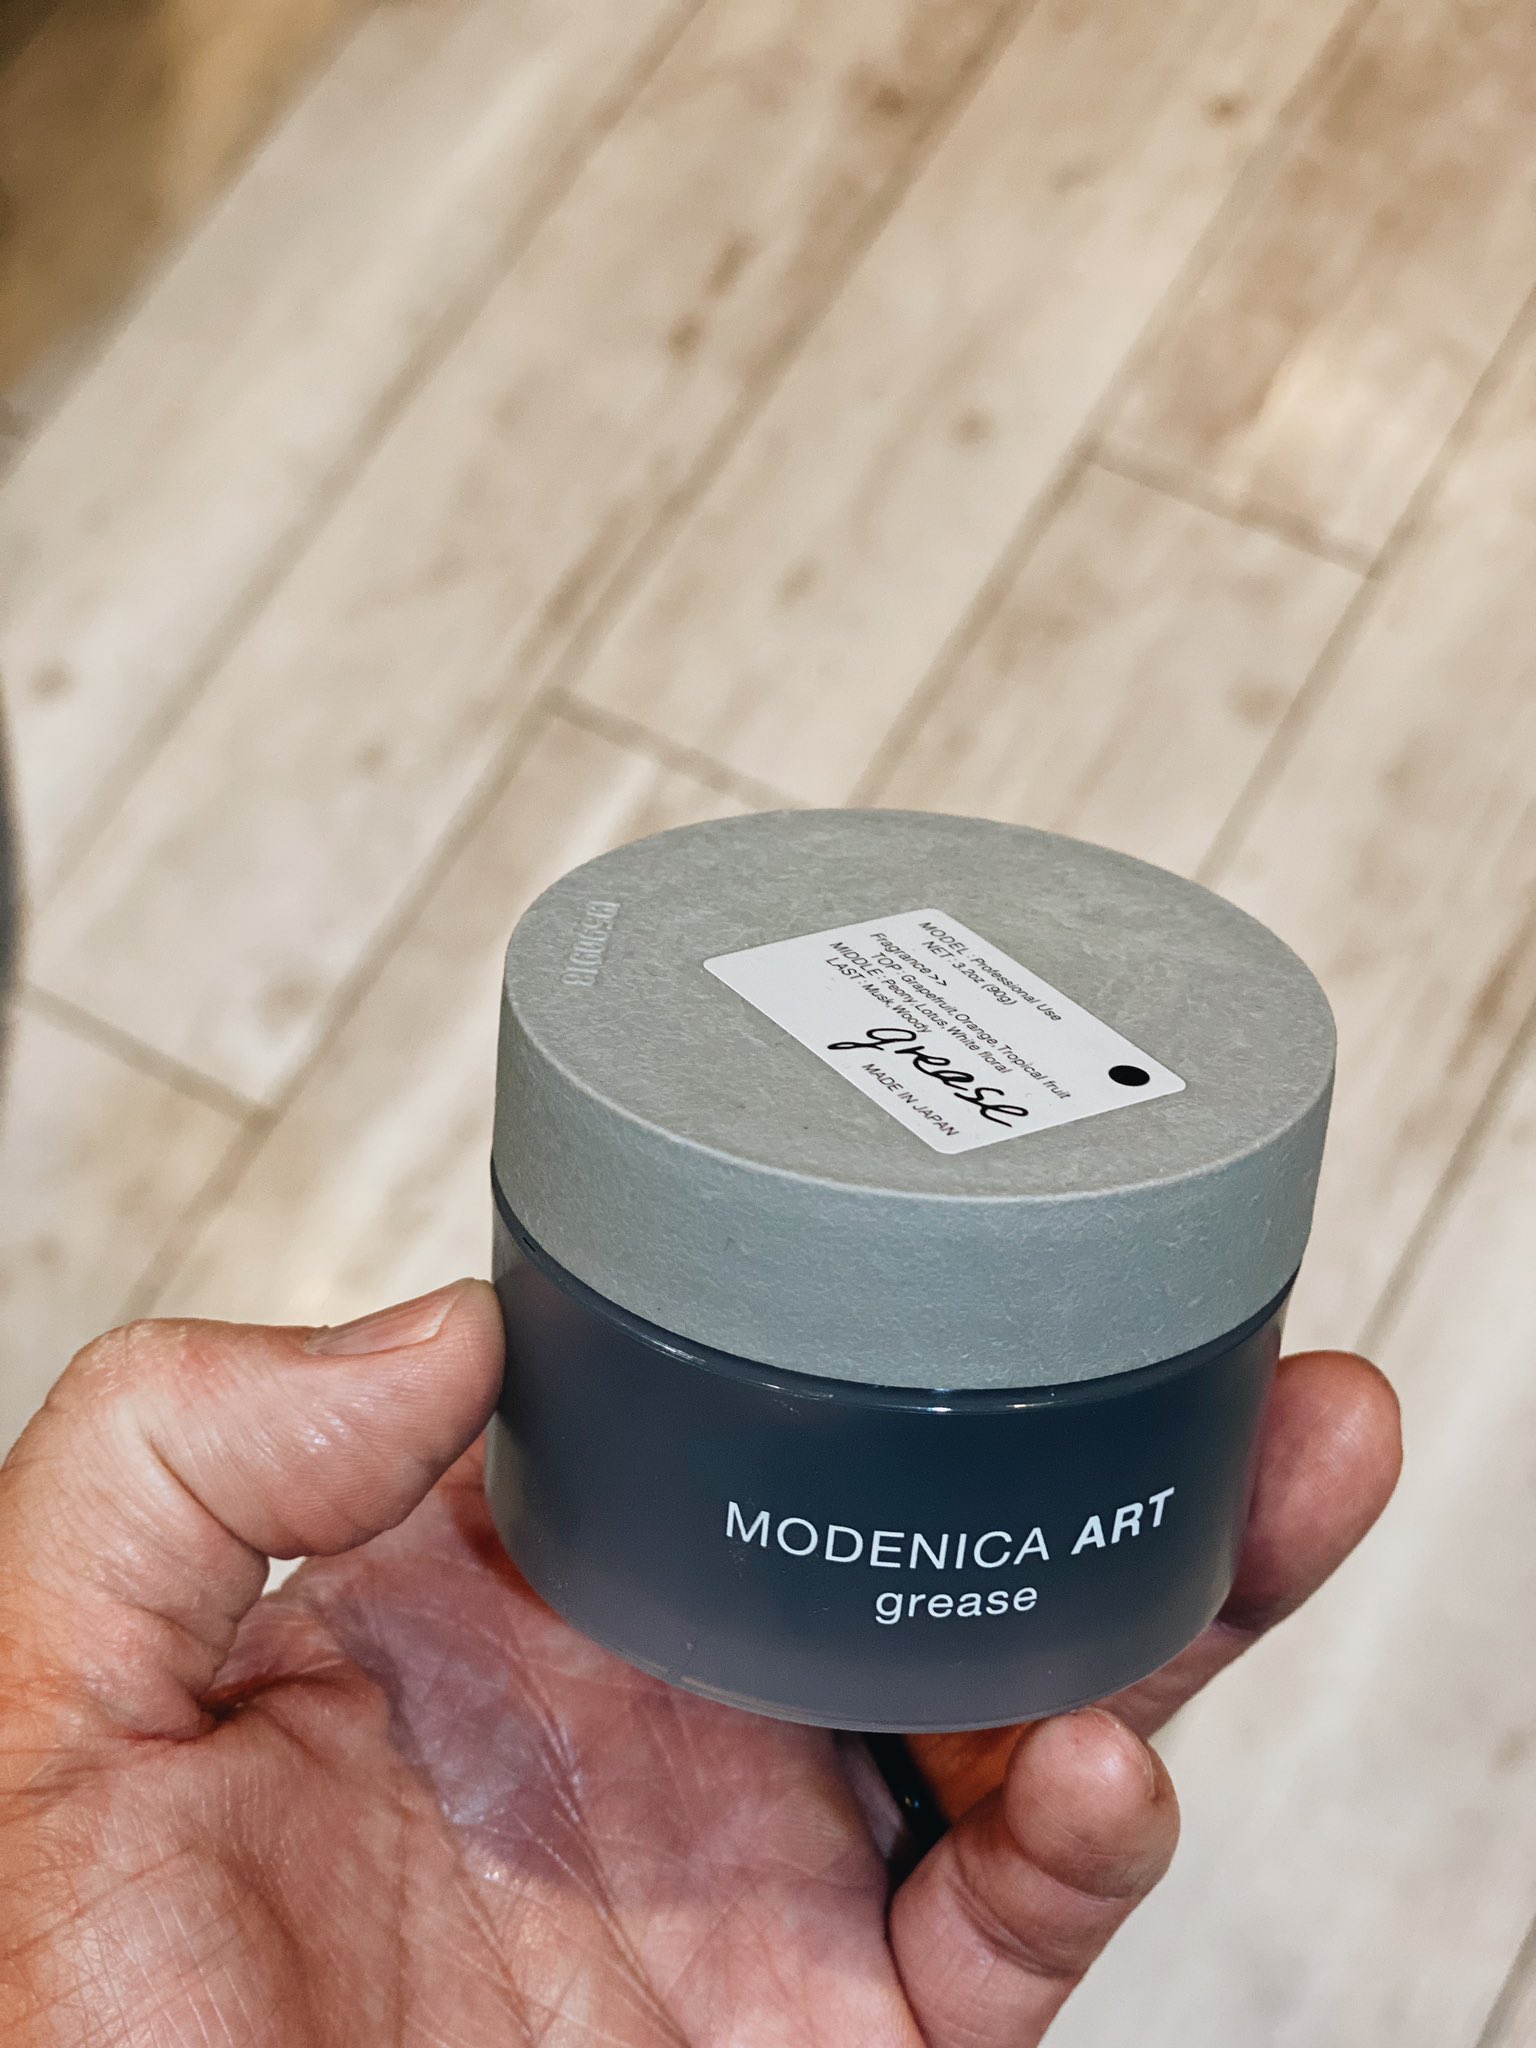 MODEL : Professional Use
NET : 3.2oz (90g)
Fragrance >>
TOP : Grapefruit,Orange,Tropical fruit
MIDDLE : Peony,Lotus,White floral
LAST : Musk,Woody
grease
MADE IN JAPAN
MODENICA ART
grease